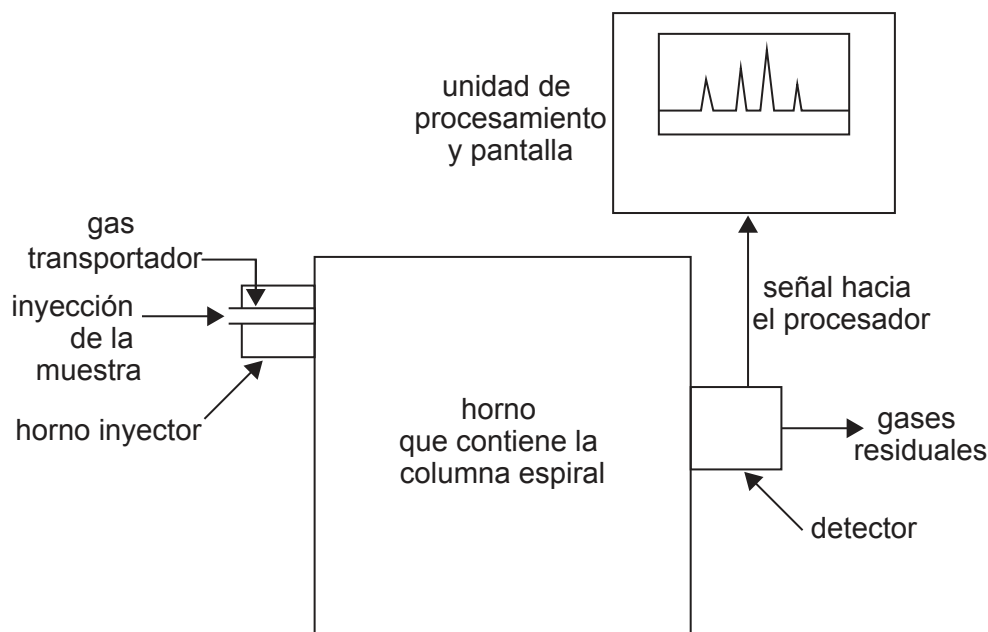 unidad de
procesamiento
y pantalla
gas
transportador
inyección
de la
muestra
horno inyector
señal hacia
el procesador
horno
que contiene la
columna espiral
gases
residuales
detector